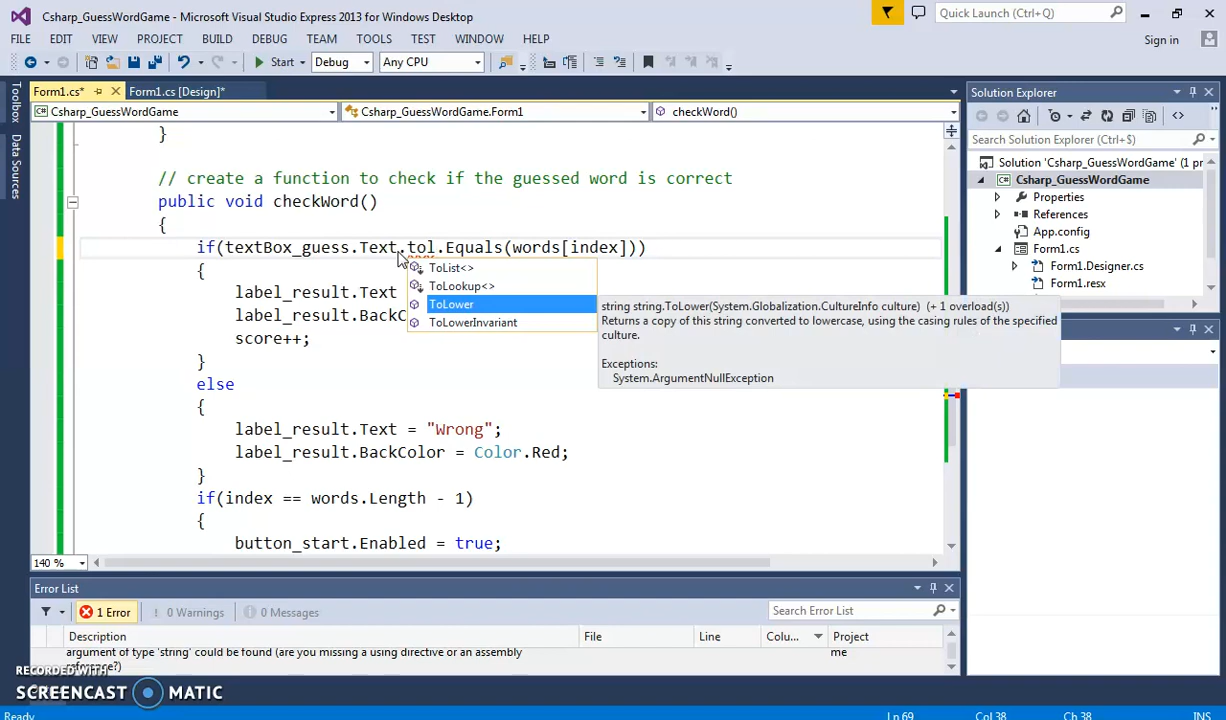 Csharp_GuessWordGame - Microsoft Visual Studio Express 2013 for Windows Desktop
Quick Launch (Ctrl+Q)
FILE EDIT VIEW PROJECT BUILD DEBUG TEAM TOOLS TEST WINDOW HELP
Sign in
Start Debug Any CPU
Toolbox
Data Sources
Form1.cs* Form1.cs [Design]*
Csharp_GuessWordGame Csharp_GuessWordGame.Form1 checkWord()
}
// create a function to check if the guessed word is correct
public void checkWord()
{
if(textBox_guess.Text.tol.Equals(words[index]))
{
label_result.Text
label_result.BackC
score++;
}
else
{
label_result.Text = "Wrong";
label_result.BackColor = Color.Red;
}
if(index == words.Length - 1)
{
button_start.Enabled = true;
ToList<>
ToLookup<>
ToLower
ToLowerInvariant
string string.ToLower(System.Globalization.CultureInfo culture) (+ 1 overload(s))
Returns a copy of this string converted to lowercase, using the casing rules of the specified
culture.
Exceptions:
System.ArgumentNullException
140 %
Solution Explorer
Search Solution Explorer (Ctrl+$)
Solution 'Csharp_GuessWordGame' (1 pr
Csharp_GuessWordGame
Properties
References
Form1.cs
Form1.Designer.cs
Form1.resx
Error List
1 Error 0 Warnings 0 Messages
Search Error List
Description File Line Colu... Project
argument of type 'string' could be found (are you missing a using directive or an assembly
reference?)
me
RECORDED WITH
SCREENCAST MATIC
Ready Ln 69 Col 38 Ch 38 INS